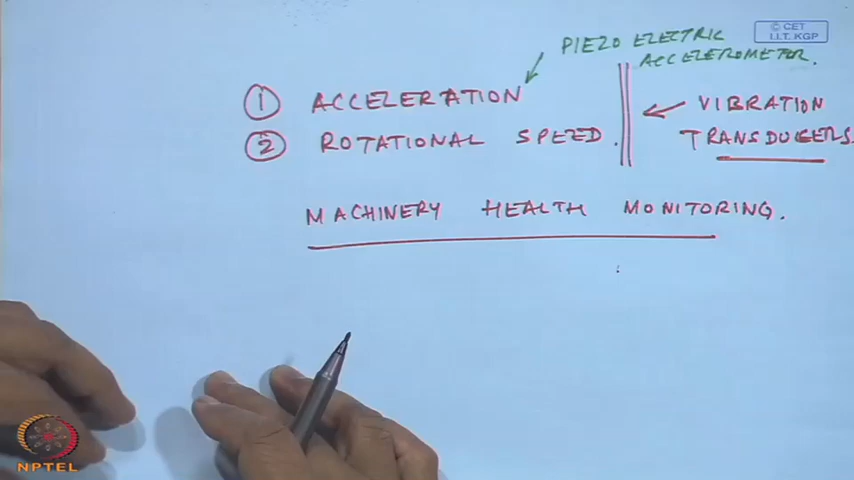 © CET
I.I.T. KGP
PIEZO ELECTRIC
ACCELEROMETER.
1 ACCELERATION
VIBRATION
2 ROTATIONAL SPEED.
TRANSDUCERS.
MACHINERY HEALTH MONITORING.
NPTEL